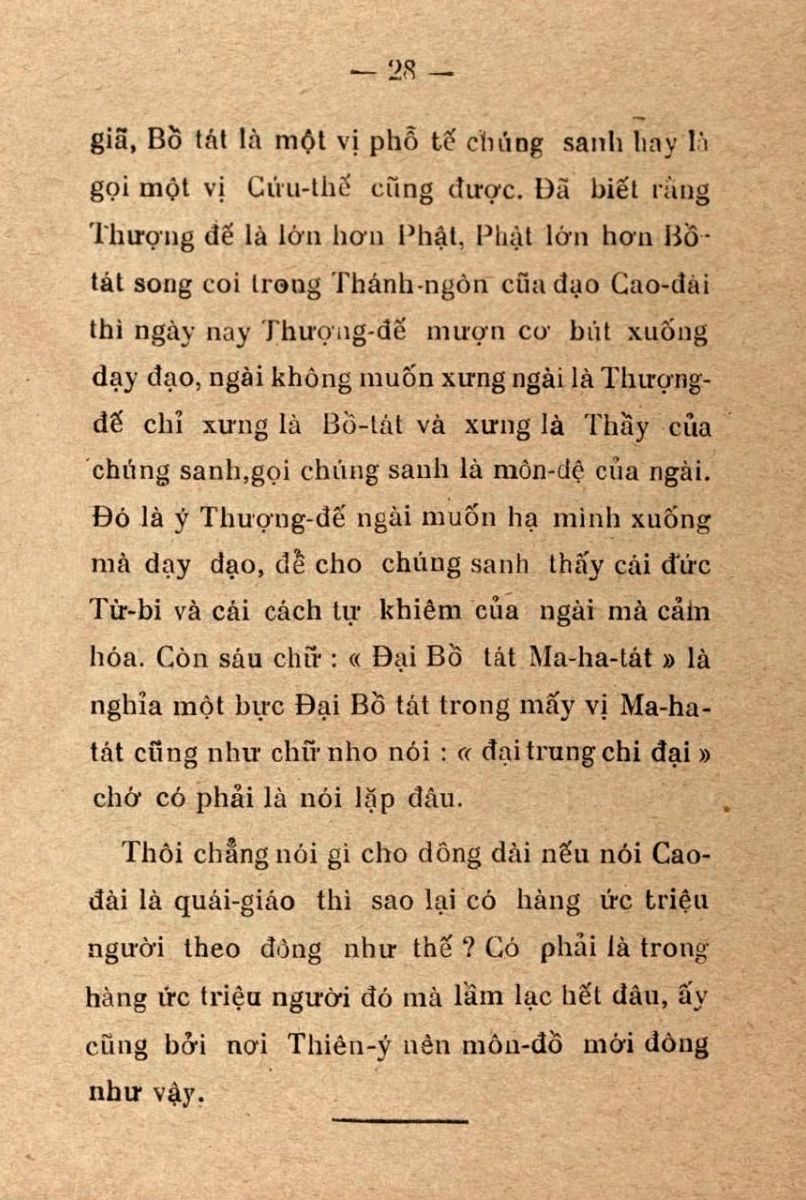 — 28 —
giã, Bồ tát là một vị phổ tế chúng sanh hay là
gọi một vị Cứu-thế cũng được. Đã biết rằng
Thượng đế là lớn hơn Phật, Phật lớn hơn Bồ-
tát song coi trong Thánh-ngôn cũa đạo Cao-đài
thì ngày nay Thượng-đế mượn cơ bút xuống
dạy đạo, ngài không muốn xưng ngài là Thượng-
đế chỉ xưng là Bồ-tát và xưng là Thầy của
chúng sanh,gọi chúng sanh là môn-đệ của ngài.
Đó là ý Thượng-đế ngài muốn hạ mình xuống
mà dạy đạo, để cho chúng sanh thấy cái đức
Từ-bi và cái cách tự khiêm của ngài mà cảm
hóa. Còn sáu chữ : « Đại Bồ tát Ma-ha-tát » là
nghỉa một bực Đại Bồ tát trong mấy vị Ma-ha-
tát cũng như chữ nho nói : « đại trung chi đại »
chớ có phải là nói lặp đâu.
Thôi chẳng nói gì cho dông dài nếu nói Cao-
đài là quái-giáo thì sao lại có hàng ức triệu
người theo đông như thế ? Có phải là trong
hàng ức triệu người đó mà lầm lạc hết đâu, ấy
cũng bởi nơi Thiên-ý nên môn-đồ mới đông
như vậy.